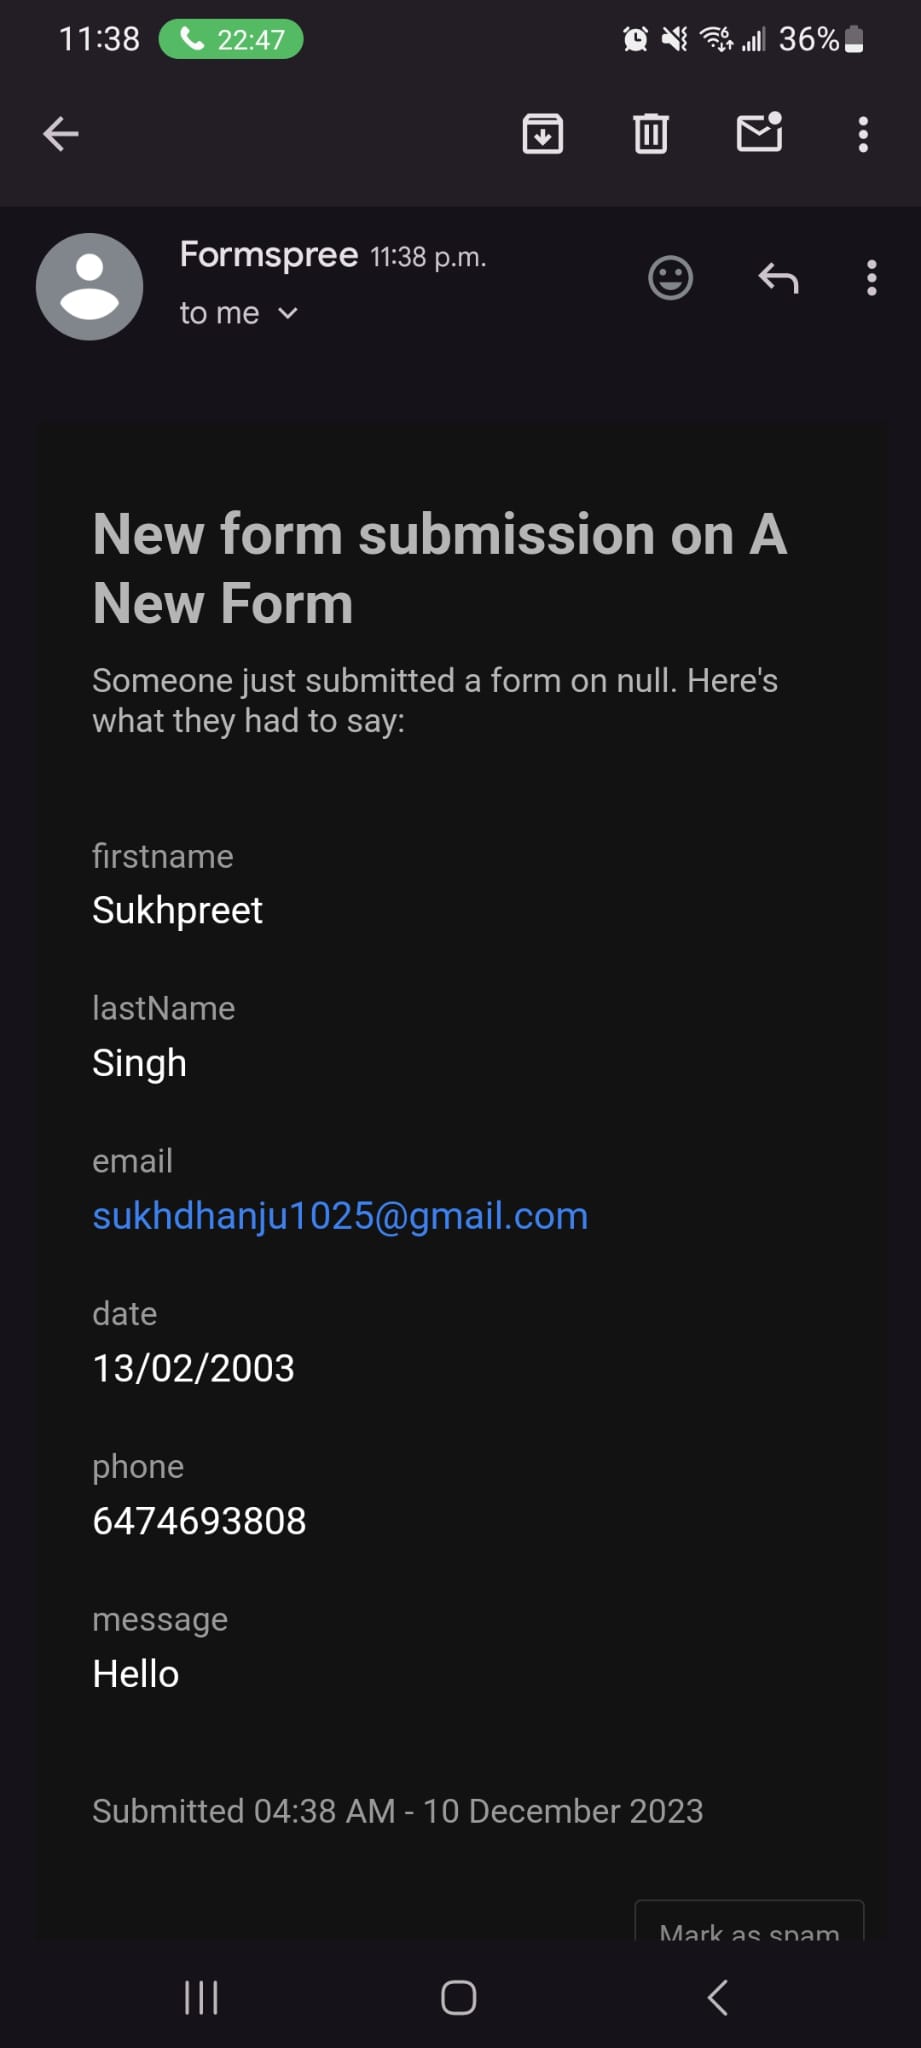 11:38 22:47 36%
Formspree 11:38 p.m.
to me
New form submission on A
New Form
Someone just submitted a form on null. Here's
what they had to say:
firstname
Sukhpreet
lastName
Singh
email
sukhdhanju1025@gmail.com
date
13/02/2003
phone
6474693808
message
Hello
Submitted 04:38 AM - 10 December 2023
Mark as spam